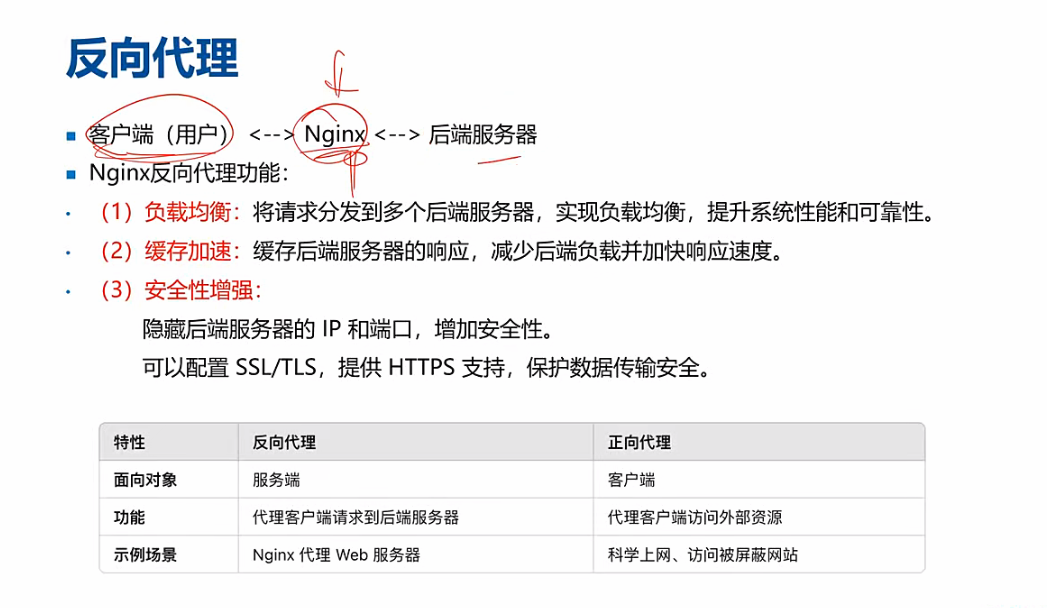 反向代理
客户端（用户） <--> Nginx <--> 后端服务器
Nginx反向代理功能：
（1）负载均衡：将请求分发到多个后端服务器，实现负载均衡，提升系统性能和可靠性。
（2）缓存加速：缓存后端服务器的响应，减少后端负载并加快响应速度。
（3）安全性增强：
隐藏后端服务器的 IP 和端口，增加安全性。
可以配置 SSL/TLS，提供 HTTPS 支持，保护数据传输安全。
特性 反向代理 正向代理
面向对象 服务端 客户端
功能 代理客户端请求到后端服务器 代理客户端访问外部资源
示例场景 Nginx 代理 Web 服务器 科学上网、访问被屏蔽网站